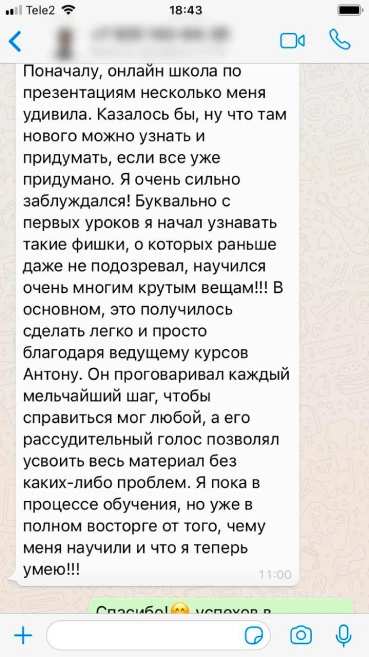 Tele2
18:43
Поначалу, онлайн школа по
презентациям несколько меня
удивила. Казалось бы, ну что там
нового можно узнать и
придумать, если все уже
придумано. Я очень сильно
заблуждался! Буквально с
первых уроков я начал узнавать
такие фишки, о которых раньше
даже не подозревал, научился
очень многим крутым вещам!!! В
основном, это получилось
сделать легко и просто
благодаря ведущему курсов
Антону. Он проговаривал каждый
мельчайший шаг, чтобы
справиться мог любой, а его
рассудительный голос позволял
усвоить весь материал без
каких-либо проблем. Я пока в
процессе обучения, но уже в
полном восторге от того, чему
меня научили и что я теперь
умею!!!
11:00
Спасибо!😊 успехов в